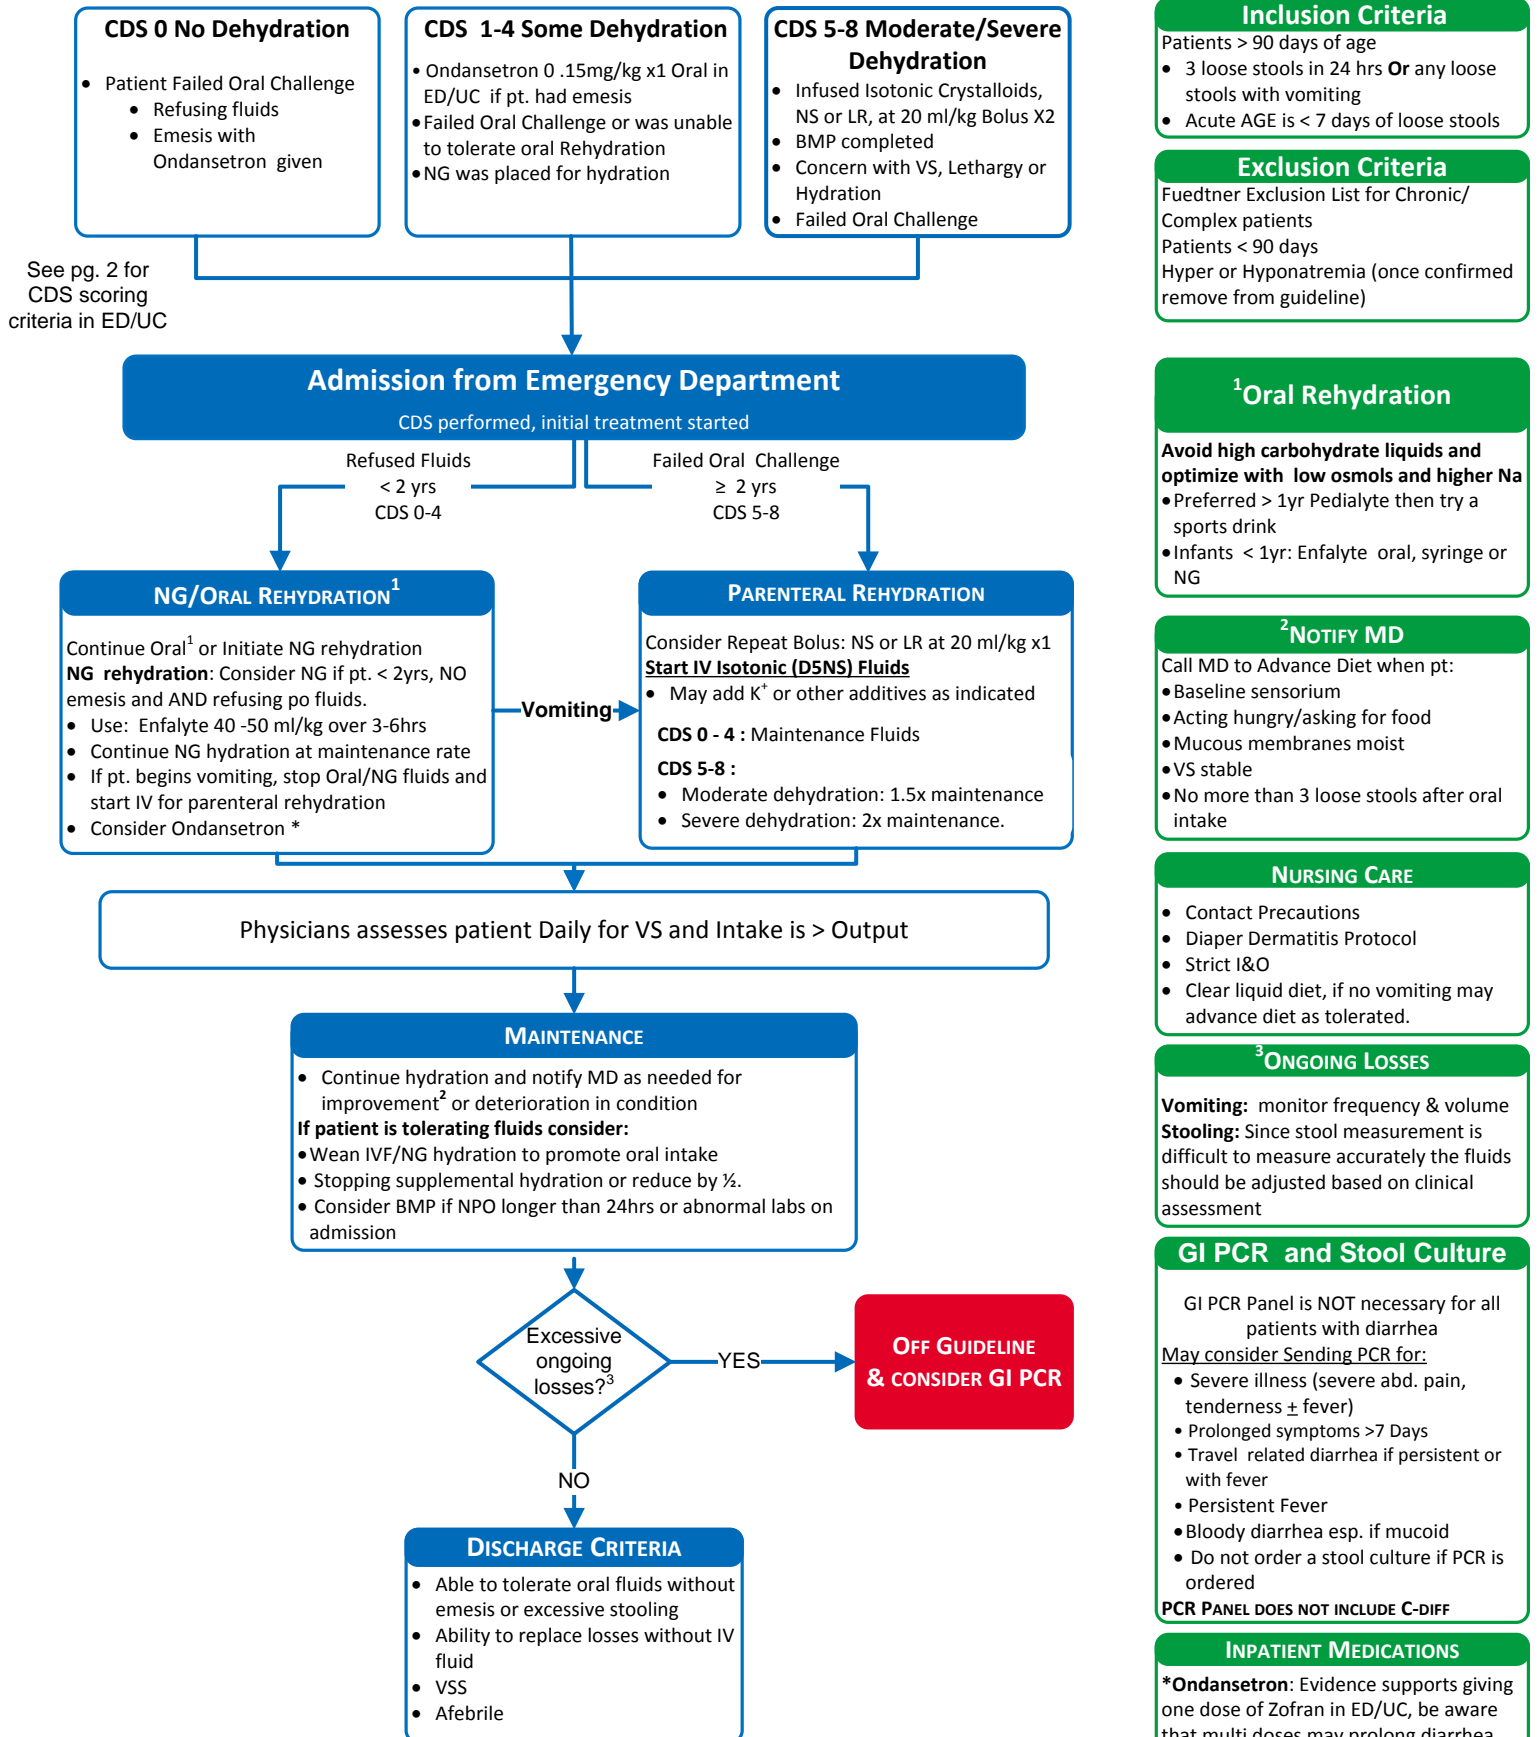 CDS 0 No Dehydration
• Patient Failed Oral Challenge
• Refusing fluids
• Emesis with
Ondansetron given
CDS 1-4 Some Dehydration
• Ondansetron 0 .15mg/kg x1 Oral in
ED/UC if pt. had emesis
• Failed Oral Challenge or was unable
to tolerate oral Rehydration
• NG was placed for hydration
CDS 5-8 Moderate/Severe
Dehydration
• Infused Isotonic Crystalloids,
NS or LR, at 20 ml/kg Bolus X2
• BMP completed
• Concern with VS, Lethargy or
Hydration
• Failed Oral Challenge
See pg. 2 for
CDS scoring
criteria in ED/UC
Admission from Emergency Department
CDS performed, initial treatment started
Refused Fluids
< 2 yrs
CDS 0-4
Failed Oral Challenge
≥ 2 yrs
CDS 5-8
NG/ORAL REHYDRATION1
Continue Oral1 or Initiate NG rehydration
NG rehydration: Consider NG if pt. < 2yrs, NO
emesis and AND refusing po fluids.
• Use: Enfalyte 40 -50 ml/kg over 3-6hrs
• Continue NG hydration at maintenance rate
• If pt. begins vomiting, stop Oral/NG fluids and
start IV for parenteral rehydration
• Consider Ondansetron *
Vomiting
PARENTERAL REHYDRATION
Consider Repeat Bolus: NS or LR at 20 ml/kg x1
Start IV Isotonic (D5NS) Fluids
• May add K+ or other additives as indicated
CDS 0 - 4 : Maintenance Fluids
CDS 5-8 :
• Moderate dehydration: 1.5x maintenance
• Severe dehydration: 2x maintenance.
Physicians assesses patient Daily for VS and Intake is > Output
MAINTENANCE
• Continue hydration and notify MD as needed for
improvement2 or deterioration in condition
If patient is tolerating fluids consider:
• Wean IVF/NG hydration to promote oral intake
• Stopping supplemental hydration or reduce by ½.
• Consider BMP if NPO longer than 24hrs or abnormal labs on
admission
Excessive
ongoing
losses?3
YES
OFF GUIDELINE
& CONSIDER GI PCR
NO
DISCHARGE CRITERIA
• Able to tolerate oral fluids without
emesis or excessive stooling
• Ability to replace losses without IV
fluid
• VSS
• Afebrile
Inclusion Criteria
Patients > 90 days of age
• 3 loose stools in 24 hrs Or any loose
stools with vomiting
• Acute AGE is < 7 days of loose stools
Exclusion Criteria
Fuedtner Exclusion List for Chronic/
Complex patients
Patients < 90 days
Hyper or Hyponatremia (once confirmed
remove from guideline)
1Oral Rehydration
Avoid high carbohydrate liquids and
optimize with low osmols and higher Na
• Preferred > 1yr Pedialyte then try a
sports drink
• Infants < 1yr: Enfalyte oral, syringe or
NG
2NOTIFY MD
Call MD to Advance Diet when pt:
• Baseline sensorium
• Acting hungry/asking for food
• Mucous membranes moist
• VS stable
• No more than 3 loose stools after oral
intake
NURSING CARE
• Contact Precautions
• Diaper Dermatitis Protocol
• Strict I&O
• Clear liquid diet, if no vomiting may
advance diet as tolerated.
3ONGOING LOSSES
Vomiting: monitor frequency & volume
Stooling: Since stool measurement is
difficult to measure accurately the fluids
should be adjusted based on clinical
assessment
GI PCR and Stool Culture
GI PCR Panel is NOT necessary for all
patients with diarrhea
May consider Sending PCR for:
• Severe illness (severe abd. pain,
tenderness + fever)
• Prolonged symptoms >7 Days
• Travel related diarrhea if persistent or
with fever
• Persistent Fever
• Bloody diarrhea esp. if mucoid
• Do not order a stool culture if PCR is
ordered
PCR PANEL DOES NOT INCLUDE C-DIFF
INPATIENT MEDICATIONS
*Ondansetron: Evidence supports giving
one dose of Zofran in ED/UC, be aware
that multi doses may prolong diarrhea